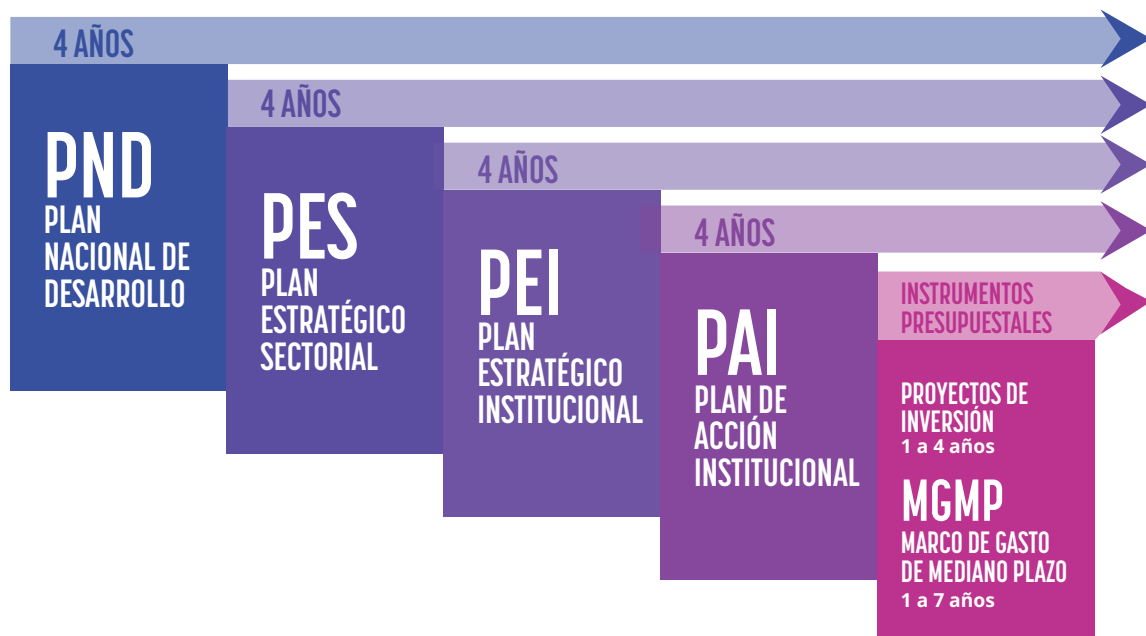 4 AÑOS
PND
PLAN
NACIONAL DE
DESARROLLO
4 AÑOS
PES
PLAN
ESTRATÉGICO
SECTORIAL
4 AÑOS
PEI
PLAN
ESTRATÉGICO
INSTITUCIONAL
4 AÑOS
PAI
PLAN DE
ACCIÓN
INSTITUCIONAL
INSTRUMENTOS
PRESUPUESTALES
PROYECTOS DE
INVERSIÓN
1 a 4 años
MGMP
MARCO DE GASTO
DE MEDIANO PLAZO
1 a 7 años